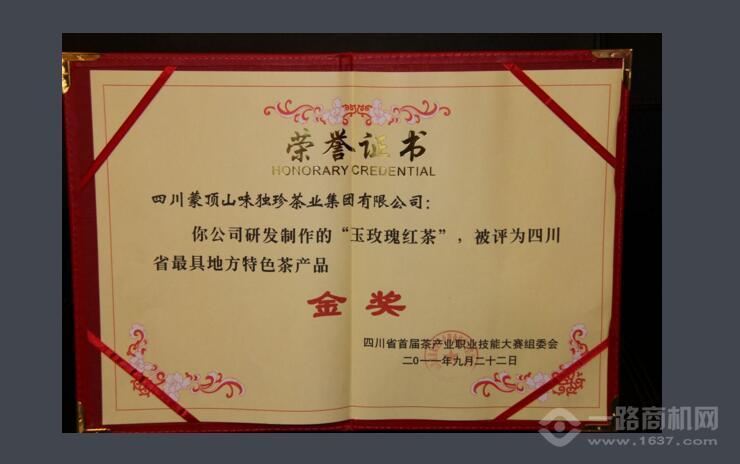 荣誉证书
HONORARY CREDENTIAL
四川蒙顶山味独珍茶业集团有限公司：
你公司研发制作的“玉玫瑰红茶”，被评为四川
省最具地方特色茶产品
金奖
四川省首届茶产业职业技能大赛组委会
二0一一年九月二十二日
一路商机网
www.1637.com